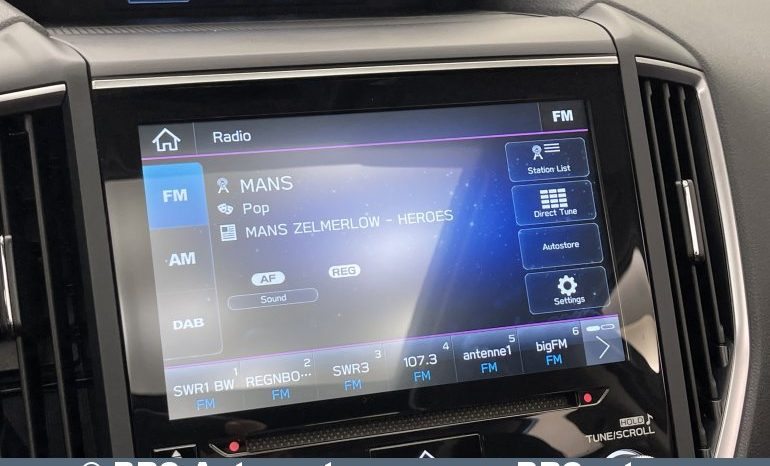 Radio
FM
FM
MANS
Station List
Pop
Direct Tune
MANS ZELMERLOW - HEROES
AM
Autostore
AF
REG
Sound
Settings
DAB
1
SWR1 BW
FM
2
REGNBO...
FM
3
SWR3
FM
4
107.3
FM
5
antenne1
FM
6
bigFM
FM
HOLD
TUNE/SCROLL